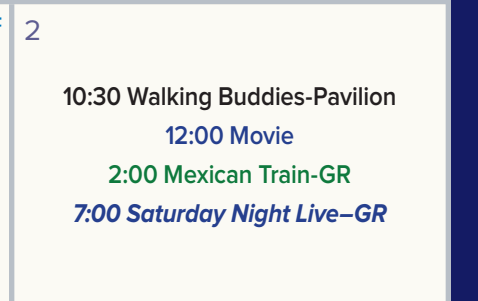 2
10:30 Walking Buddies-Pavilion
12:00 Movie
2:00 Mexican Train-GR
7:00 Saturday Night Live–GR